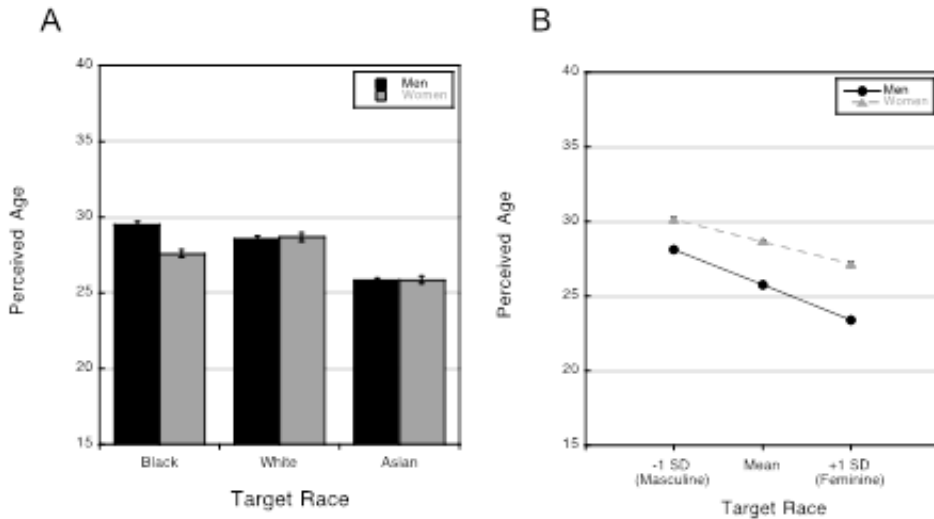 A
40
35
30
25
20
15
Perceived Age
Men
Women
Black
White
Asian
Target Race
B
40
35
30
25
20
15
Perceived Age
Men
Women
-1 SD
(Masculine)
Mean
+1 SD
(Feminine)
Target Race